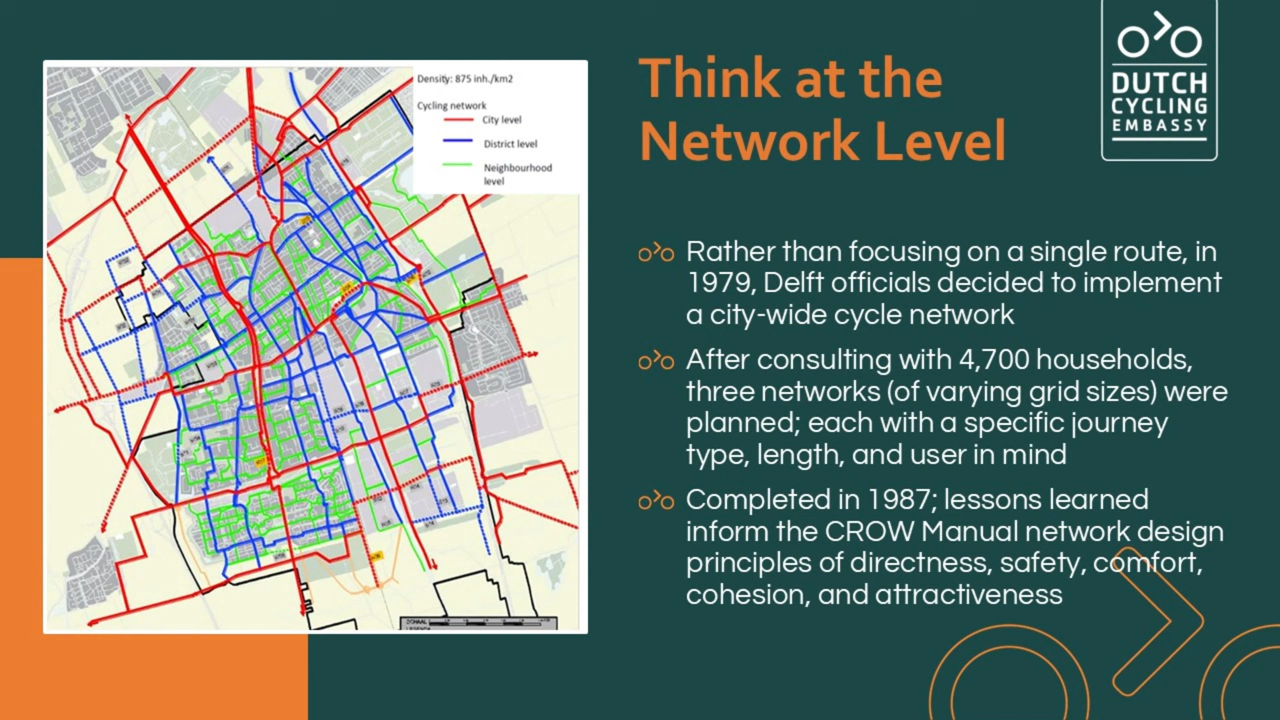 Density: 875 inh./km2
Cycling network
City level
District level
Neighbourhood
level
Think at the
Network Level
DUTCH
CYCLING
EMBASSY
Rather than focusing on a single route, in
1979, Delft officials decided to implement
a city-wide cycle network
After consulting with 4,700 households,
three networks (of varying grid sizes) were
planned; each with a specific journey
type, length, and user in mind
Completed in 1987; lessons learned
inform the CROW Manual network design
principles of directness, safety, comfort,
cohesion, and attractiveness